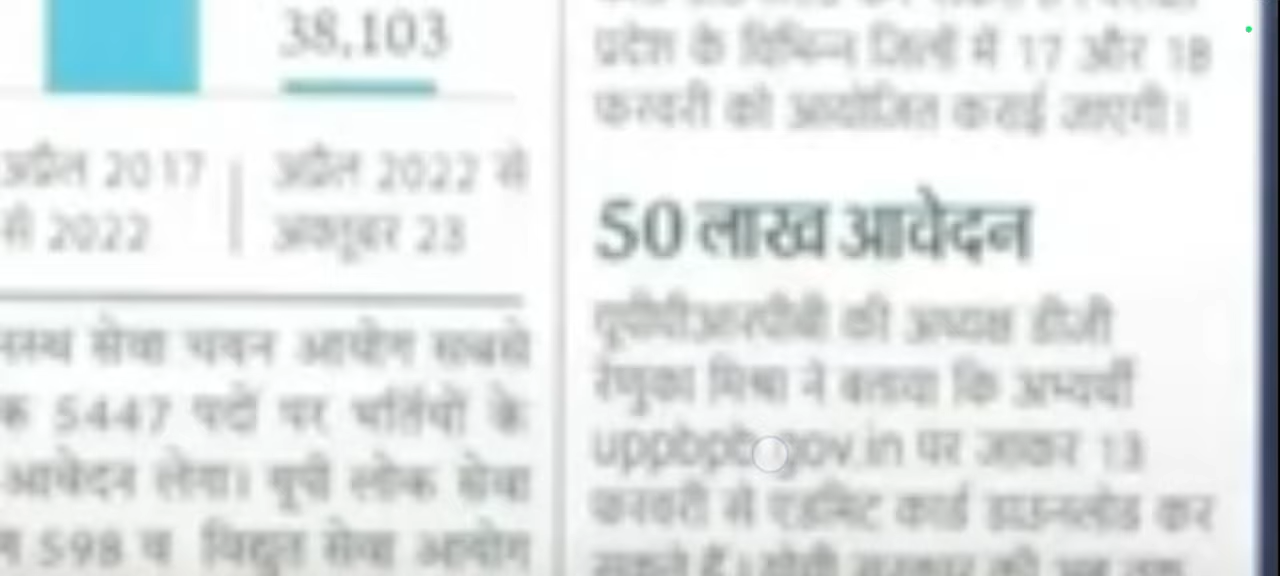 38,103
अप्रैल 2017
से 2022
अप्रैल 2022 से
अक्तूबर 23
नस्थ सेवा चयन आयोग सबसे
क 5447 पदों पर भर्तियों के
आवेदन लेगा। यूपी लोक सेवा
598 व विद्युत सेवा आयोग
प्रदेश के विभिन्न जिलों में 17 और 18
फरवरी को आयोजित कराई जाएगी।
50 लाख आवेदन
यूपीपीआरपीबी की अध्यक्ष डीजी
रेणुका मिश्रा ने बताया कि अभ्यर्थी
uppbpb.gov.in पर जाकर 13
फरवरी से एडमिट कार्ड डाउनलोड कर
सकते हैं।